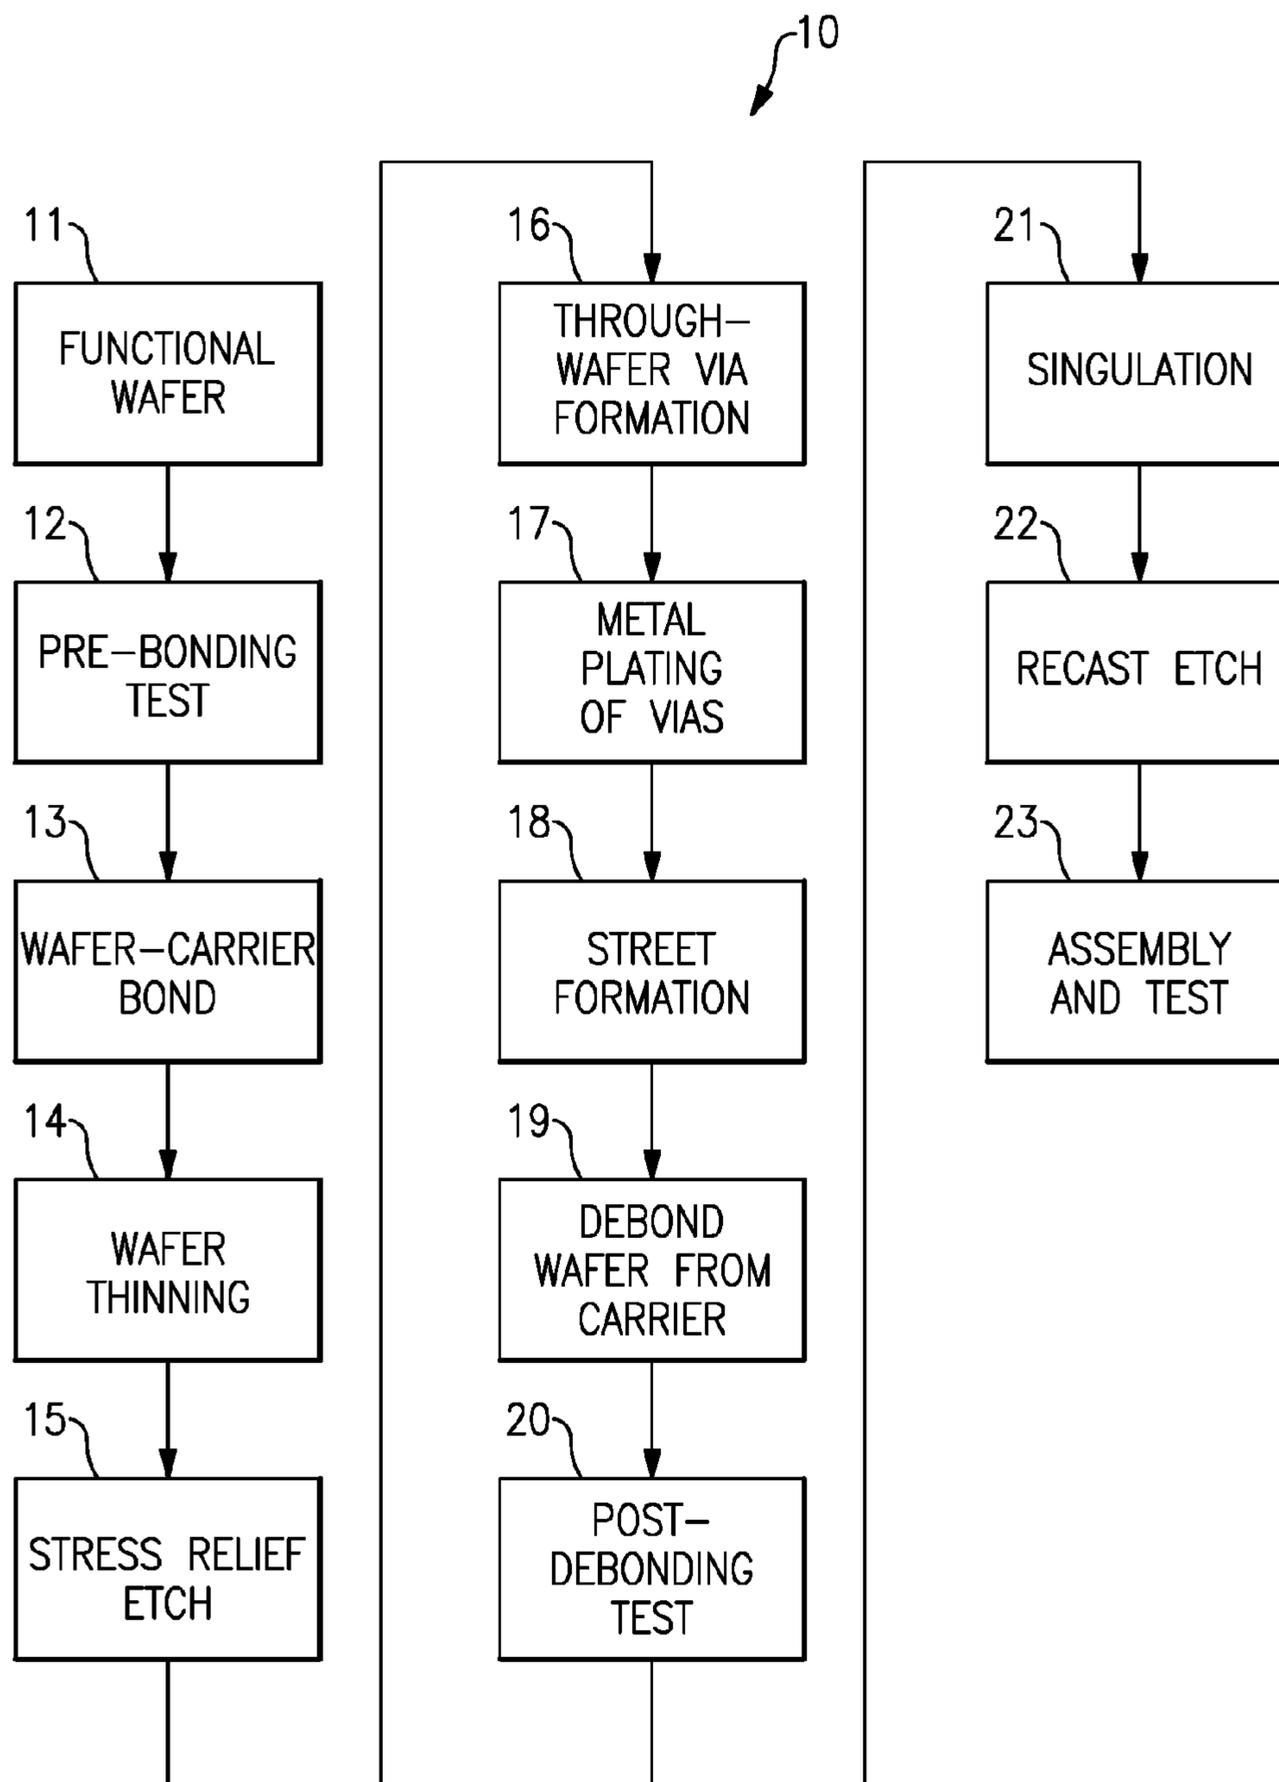 10
11
FUNCTIONAL
WAFER
12
PRE-BONDING
TEST
13
WAFER-CARRIER
BOND
14
WAFER
THINNING
15
STRESS RELIEF
ETCH
16
THROUGH-
WAFER VIA
FORMATION
17
METAL
PLATING
OF VIAS
18
STREET
FORMATION
19
DEBOND
WAFER FROM
CARRIER
20
POST-
DEBONDING
TEST
21
SINGULATION
22
RECAST ETCH
23
ASSEMBLY
AND TEST